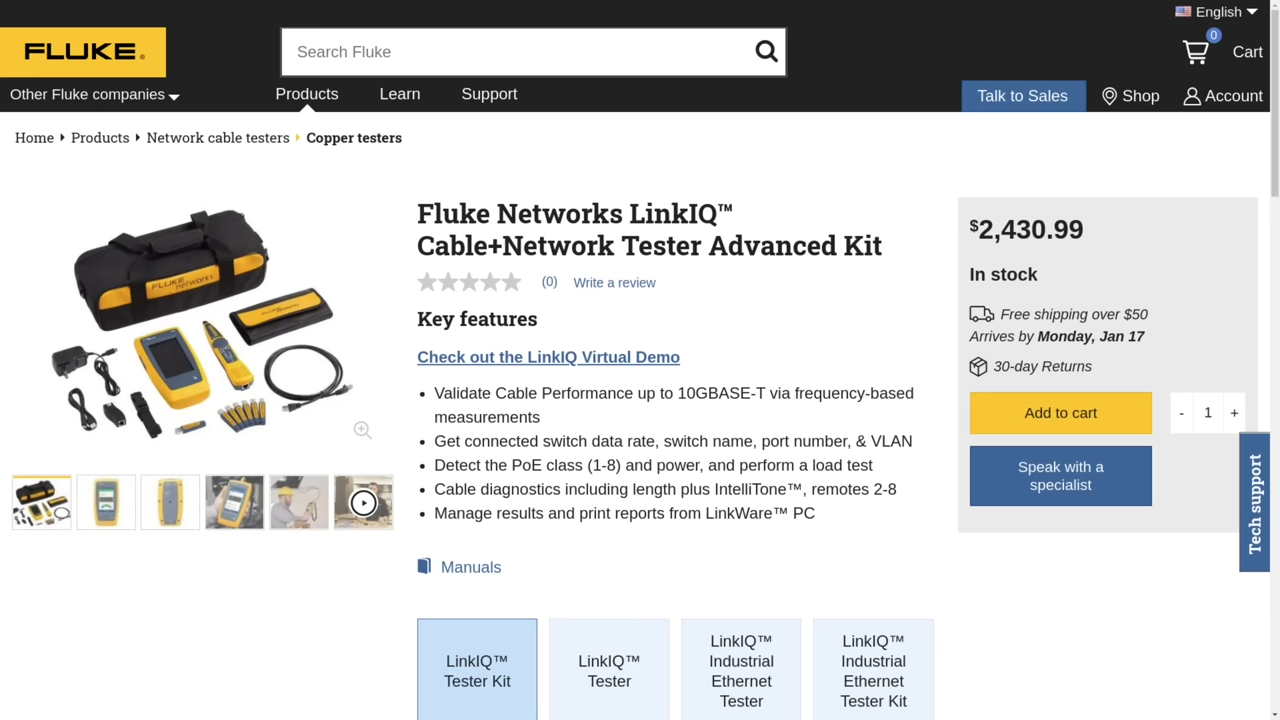 English
FLUKE®
Search Fluke
0
Cart
Other Fluke companies
Products
Learn
Support
Talk to Sales
Shop
Account
Home
Products
Network cable testers
Copper testers
FLUKE
networks
Fluke Networks LinkIQ™
Cable+Network Tester Advanced Kit
(0)
Write a review
Key features
Check out the LinkIQ Virtual Demo
• Validate Cable Performance up to 10GBASE-T via frequency-based
measurements
• Get connected switch data rate, switch name, port number, & VLAN
• Detect the PoE class (1-8) and power, and perform a load test
• Cable diagnostics including length plus IntelliTone™, remotes 2-8
• Manage results and print reports from LinkWare™ PC
Manuals
LinkIQ™
Tester Kit
LinkIQ™
Tester
LinkIQ™
Industrial
Ethernet
Tester
LinkIQ™
Industrial
Ethernet
Tester Kit
$2,430.99
In stock
Free shipping over $50
Arrives by Monday, Jan 17
30-day Returns
Add to cart
- 1 +
Speak with a
specialist
Tech support